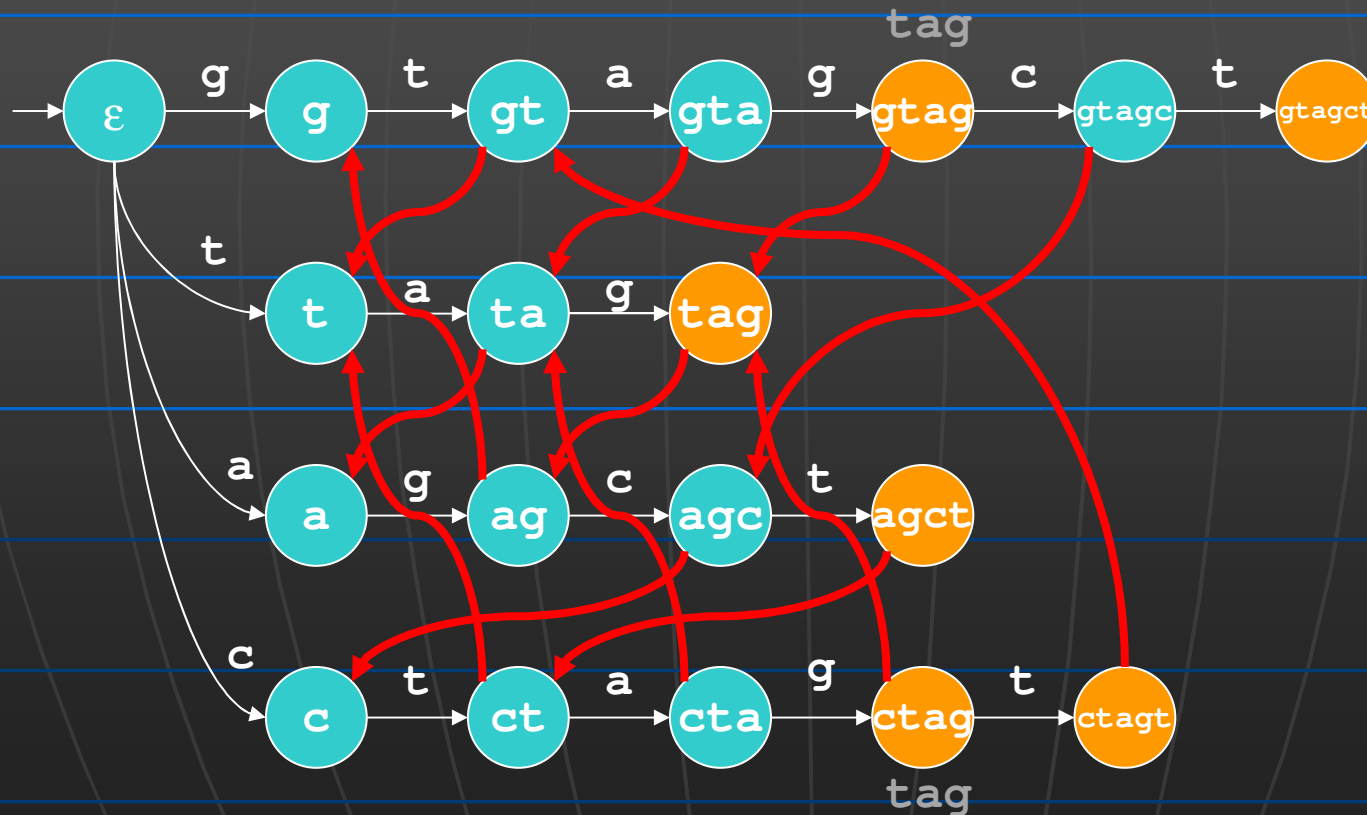 tag
g t a g c t
ε g gt gta gtag gtagc gtagct
t
a g
t ta tag
a g c t
a ag agc agct
c t a g t
c ct cta ctag ctagt
tag